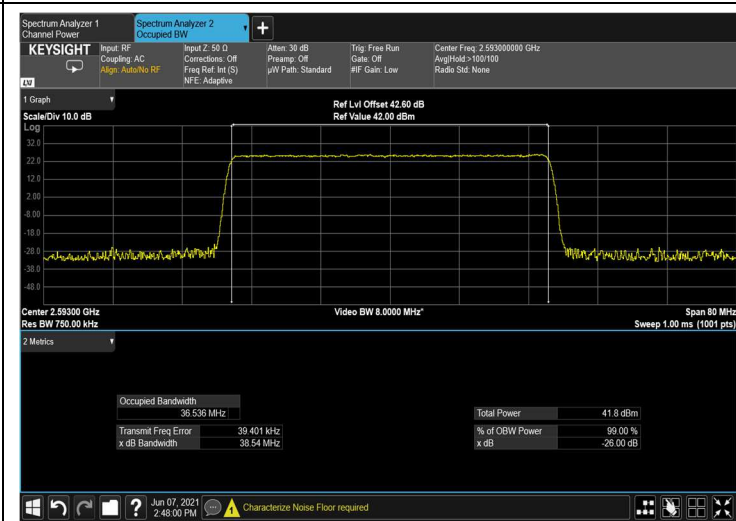 Spectrum Analyzer 1
Channel Power
Spectrum Analyzer 2
Occupied BW
+
KEYSIGHT
Input: RF
Coupling: AC
Align: Auto/No RF
Input Z: 50 Ω
Corrections: Off
Freq Ref: Int (S)
NFE: Adaptive
Atten: 30 dB
Preamp: Off
µW Path: Standard
Trig: Free Run
Gate: Off
#IF Gain: Low
Center Freq: 2.593000000 GHz
Avg|Hold:>100/100
Radio Std: None
LXI
1 Graph
Scale/Div 10.0 dB
Ref Lvl Offset 42.60 dB
Ref Value 42.00 dBm
Log
32.0
22.0
12.0
2.00
-8.00
-18.0
-28.0
-38.0
-48.0
Center 2.59300 GHz
Res BW 750.00 kHz
Video BW 8.0000 MHz*
Span 80 MHz
Sweep 1.00 ms (1001 pts)
2 Metrics
Occupied Bandwidth
36.536 MHz
Transmit Freq Error 39.401 kHz
x dB Bandwidth 38.54 MHz
Total Power 41.8 dBm
% of OBW Power 99.00 %
x dB -26.00 dB
?
Jun 07, 2021
2:48:00 PM
1
Characterize Noise Floor required